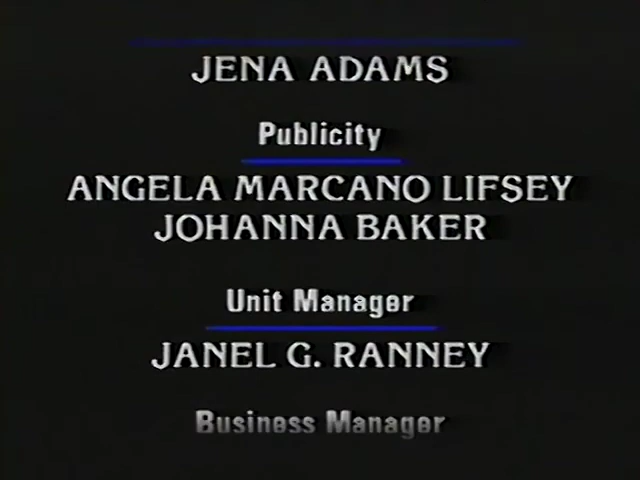 JENA ADAMS
Publicity
ANGELA MARCANO LIFSEY
JOHANNA BAKER
Unit Manager
JANEL G. RANNEY
Business Manager